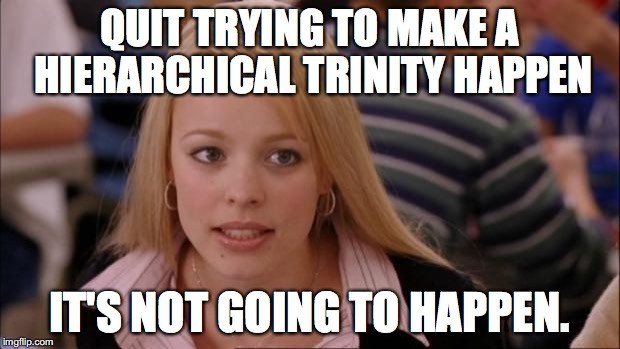 QUIT TRYING TO MAKE A
HIERARCHICAL TRINITY HAPPEN
IT'S NOT GOING TO HAPPEN.
imgflip.com